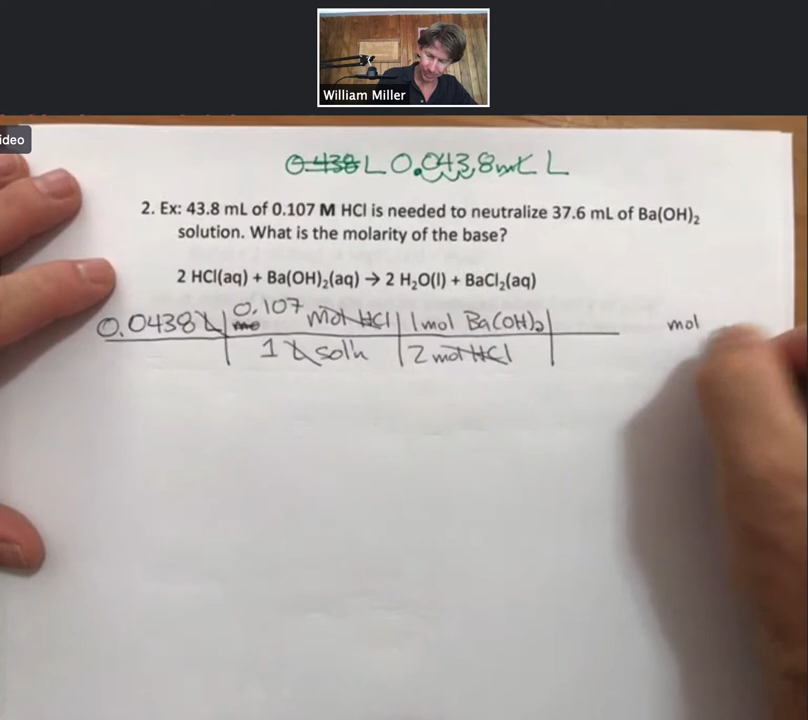 William Miller
ideo
0.438 L 0.043.8 mL L
2. Ex: 43.8 mL of 0.107 M HCl is needed to neutralize 37.6 mL of Ba(OH)₂
solution. What is the molarity of the base?
2 HCl(aq) + Ba(OH)₂(aq) → 2 H₂O(l) + BaCl₂(aq)
0.0438 L | 0.107 mol HCl | 1 mol Ba(OH)₂ | mol
mo
1 L soln | 2 mol HCl